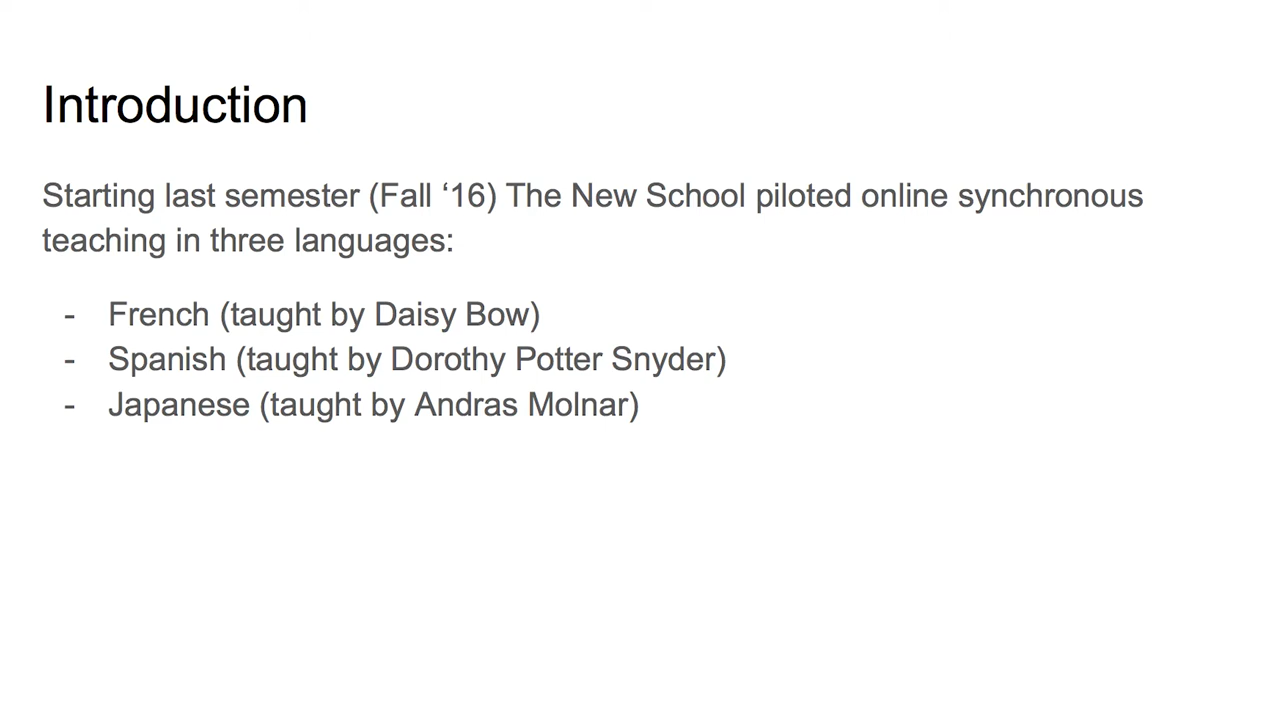 Introduction
Starting last semester (Fall ‘16) The New School piloted online synchronous
teaching in three languages:
- French (taught by Daisy Bow)
- Spanish (taught by Dorothy Potter Snyder)
- Japanese (taught by Andras Molnar)